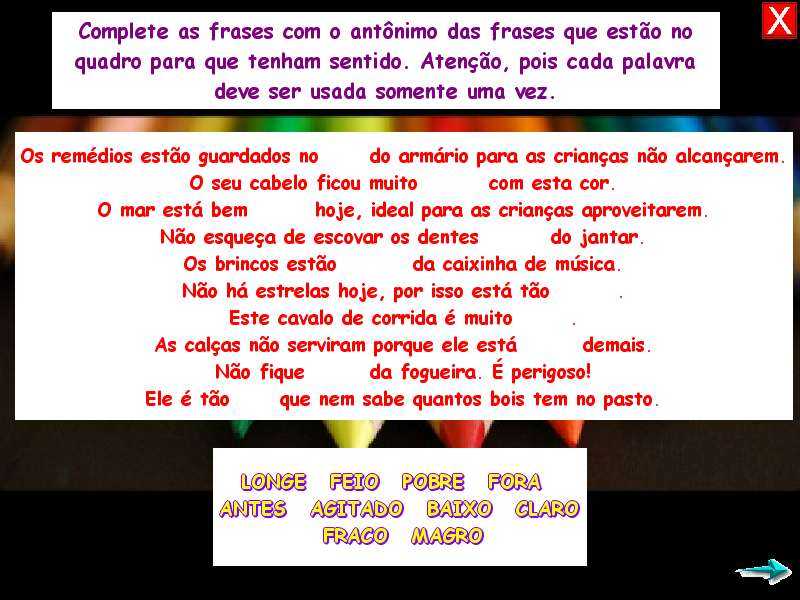 Complete as frases com o antônimo das frases que estão no
quadro para que tenham sentido. Atenção, pois cada palavra
deve ser usada somente uma vez.
X
Os remédios estão guardados no do armário para as crianças não alcançarem.
O seu cabelo ficou muito com esta cor.
O mar está bem hoje, ideal para as crianças aproveitarem.
Não esqueça de escovar os dentes do jantar.
Os brincos estão da caixinha de música.
Não há estrelas hoje, por isso está tão .
Este cavalo de corrida é muito .
As calças não serviram porque ele está demais.
Não fique da fogueira. É perigoso!
Ele é tão que nem sabe quantos bois tem no pasto.
LONGE FEIO POBRE FORA
ANTES AGITADO BAIXO CLARO
FRACO MAGRO